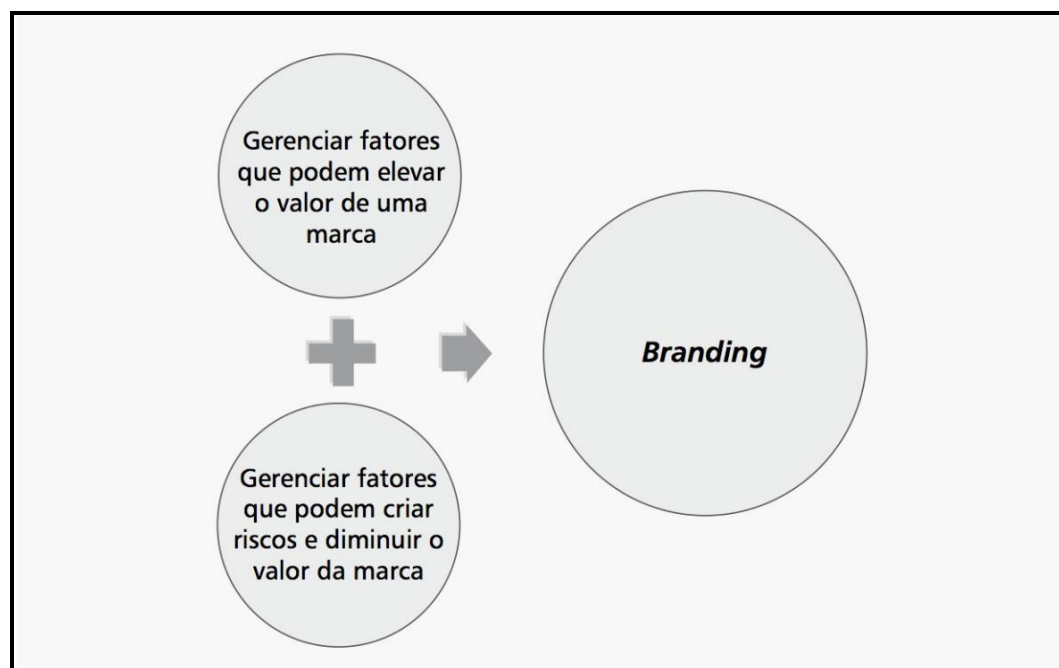 Gerenciar fatores
que podem elevar
o valor de uma
marca
Branding
Gerenciar fatores
que podem criar
riscos e diminuir o
valor da marca